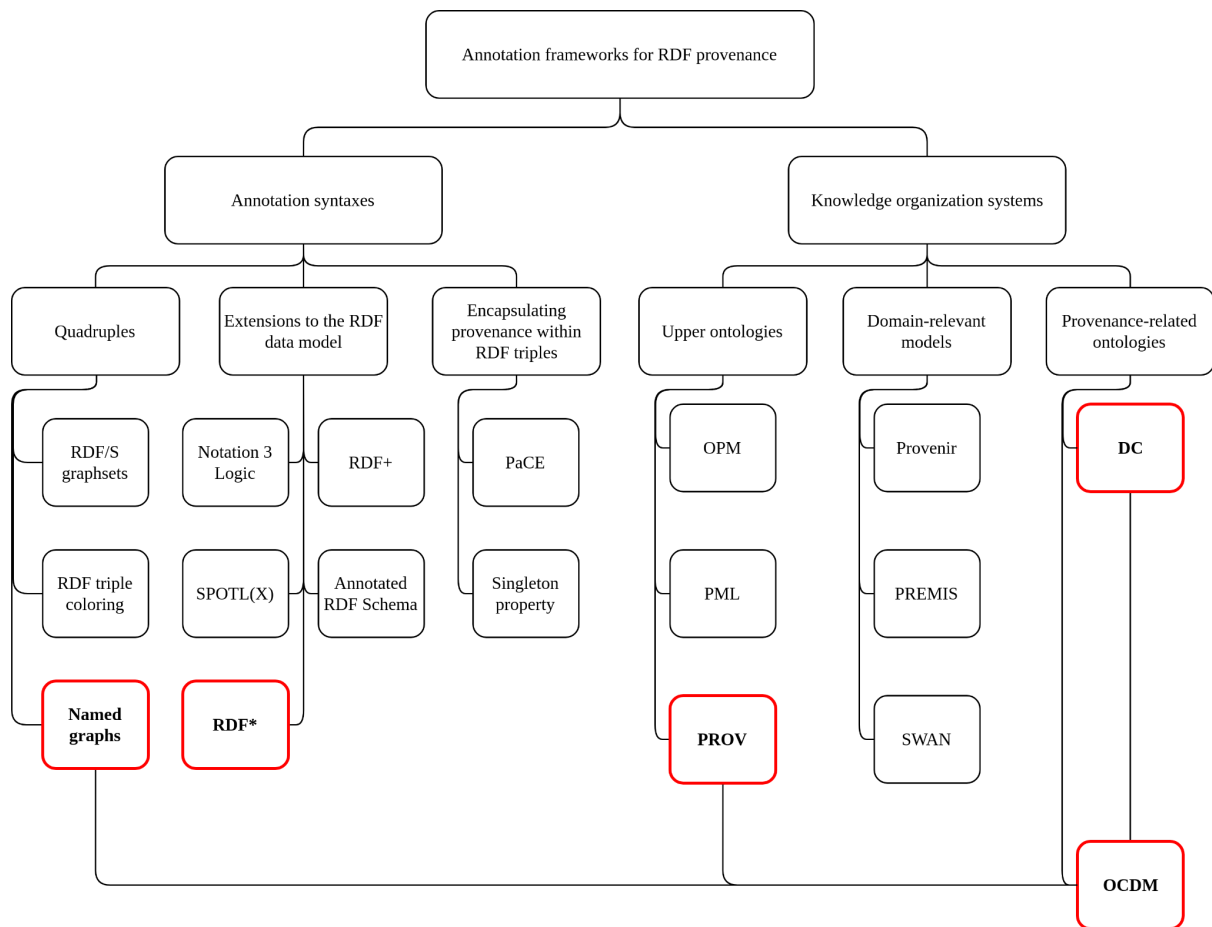 Annotation frameworks for RDF provenance
Annotation syntaxes
Knowledge organization systems
Quadruples
Extensions to the RDF
data model
Encapsulating
provenance within
RDF triples
Upper ontologies
Domain-relevant
models
Provenance-related
ontologies
RDF/S
graphsets
Notation 3
Logic
RDF+
PaCE
OPM
Provenir
DC
RDF triple
coloring
SPOTL(X)
Annotated
RDF Schema
Singleton
property
PML
PREMIS
Named
graphs
RDF*
PROV
SWAN
OCDM